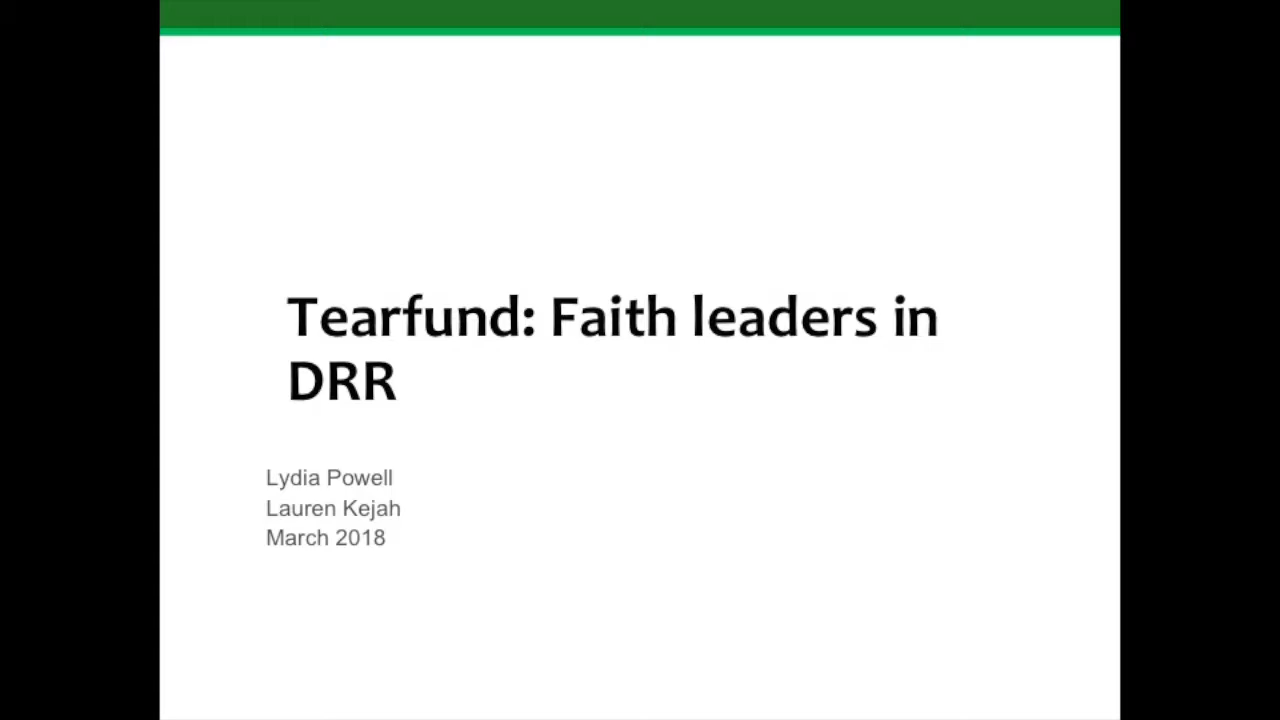 Tearfund: Faith leaders in
DRR
Lydia Powell
Lauren Kejah
March 2018